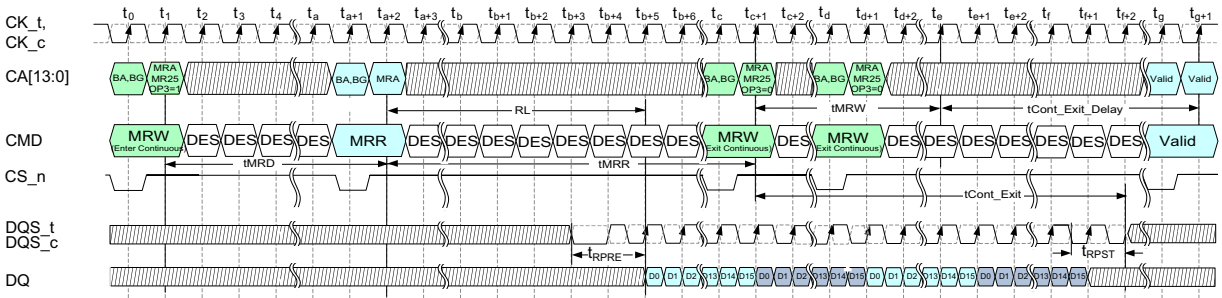 t0 t1 t2 t3 t4 ta ta+1 ta+2 ta+3 tb tb+1 tb+2 tb+3 tb+4 tb+5 tb+6 tc tc+1 tc+2 td td+1 td+2 te te+1 te+2 tf tf+1 tf+2 tg tg+1
CK_t,
CK_c
CA[13:0] BA,BG MRA MR25 OP3=1 BA,BG MRA BA,BG MRA MR25 OP3=0 BA,BG MRA MR25 OP3=0 Valid Valid
RL tMRW tCont_Exit_Delay
CMD MRW (Enter Continuous) DES DES DES DES MRR DES DES DES DES DES DES DES DES MRW Exit Continuous) DES MRW Exit Continuous) DES DES DES DES DES DES DES Valid
tMRD tMRR
CS_n
tCont_Exit
DQS_t
DQS_c
tRPRE tRPST
DQ D0 D1 D2 D13 D14 D15 D0 D1 D2 D13 D14 D15 D0 D1 D2 D13 D14 D15 D0 D1 D2 D13 D14 D15